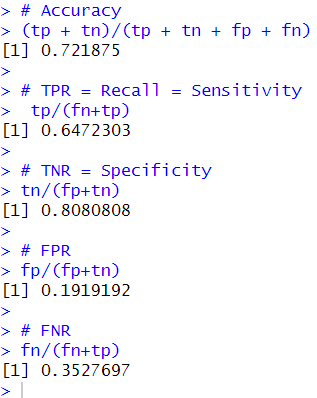 > # Accuracy
> (tp + tn)/(tp + tn + fp + fn)
[1] 0.721875
>
> # TPR = Recall = Sensitivity
>  tp/(fn+tp)
[1] 0.6472303
>
> # TNR = Specificity
> tn/(fp+tn)
[1] 0.8080808
>
> # FPR
> fp/(fp+tn)
[1] 0.1919192
>
> # FNR
> fn/(fn+tp)
[1] 0.3527697
>